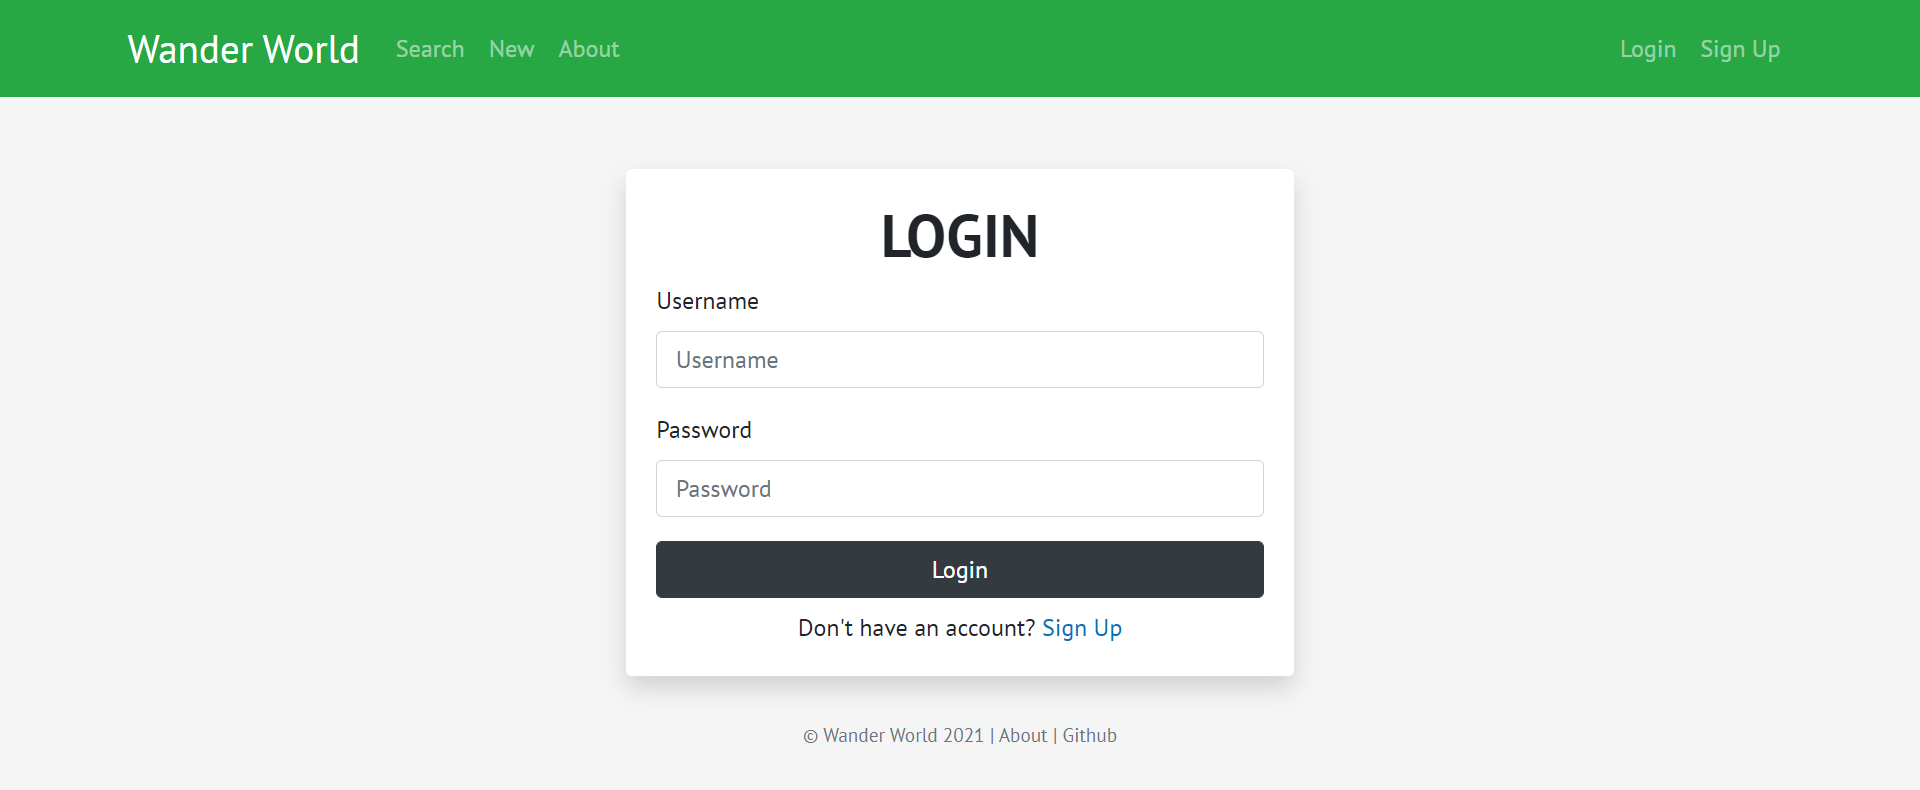 Wander World Search New About Login Sign Up
LOGIN
Username
Username
Password
Password
Login
Don't have an account? Sign Up
© Wander World 2021 | About | Github